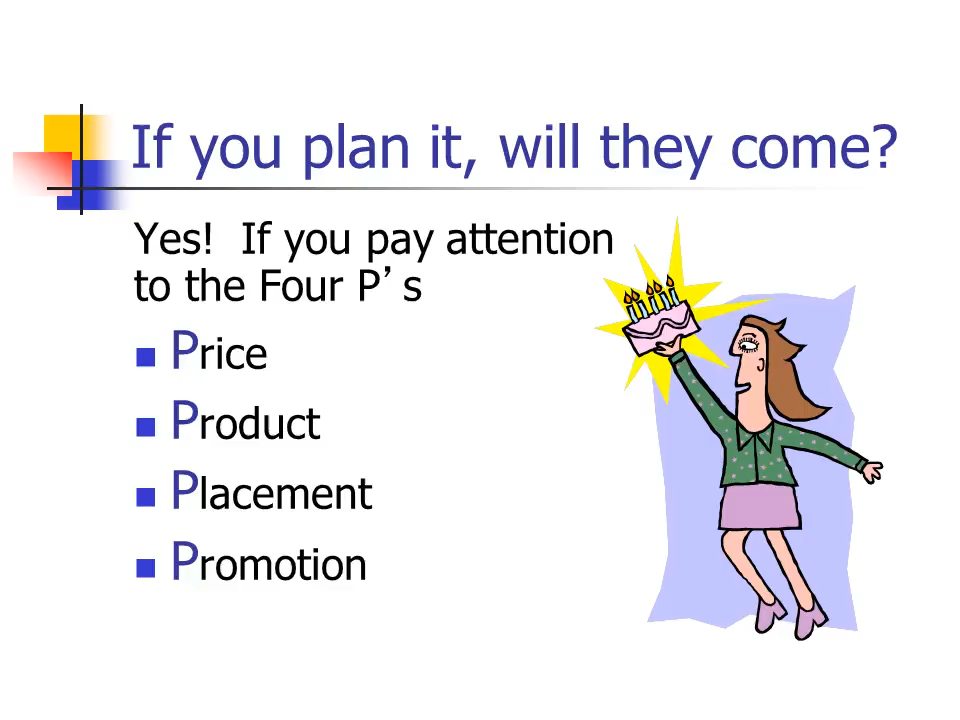 If you plan it, will they come?
Yes!  If you pay attention
to the Four P’s
Price
Product
Placement
Promotion